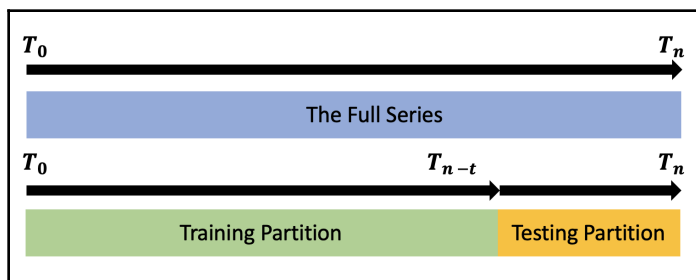 T₀ Tₙ
The Full Series
T₀ Tₙ₋ₜ Tₙ
Training Partition Testing Partition